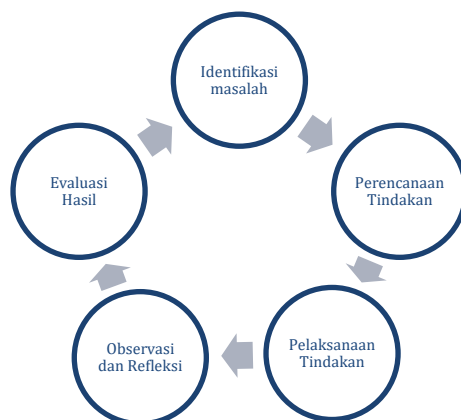 Identifikasi
masalah
Perencanaan
Tindakan
Pelaksanaan
Tindakan
Observasi
dan Refleksi
Evaluasi
Hasil